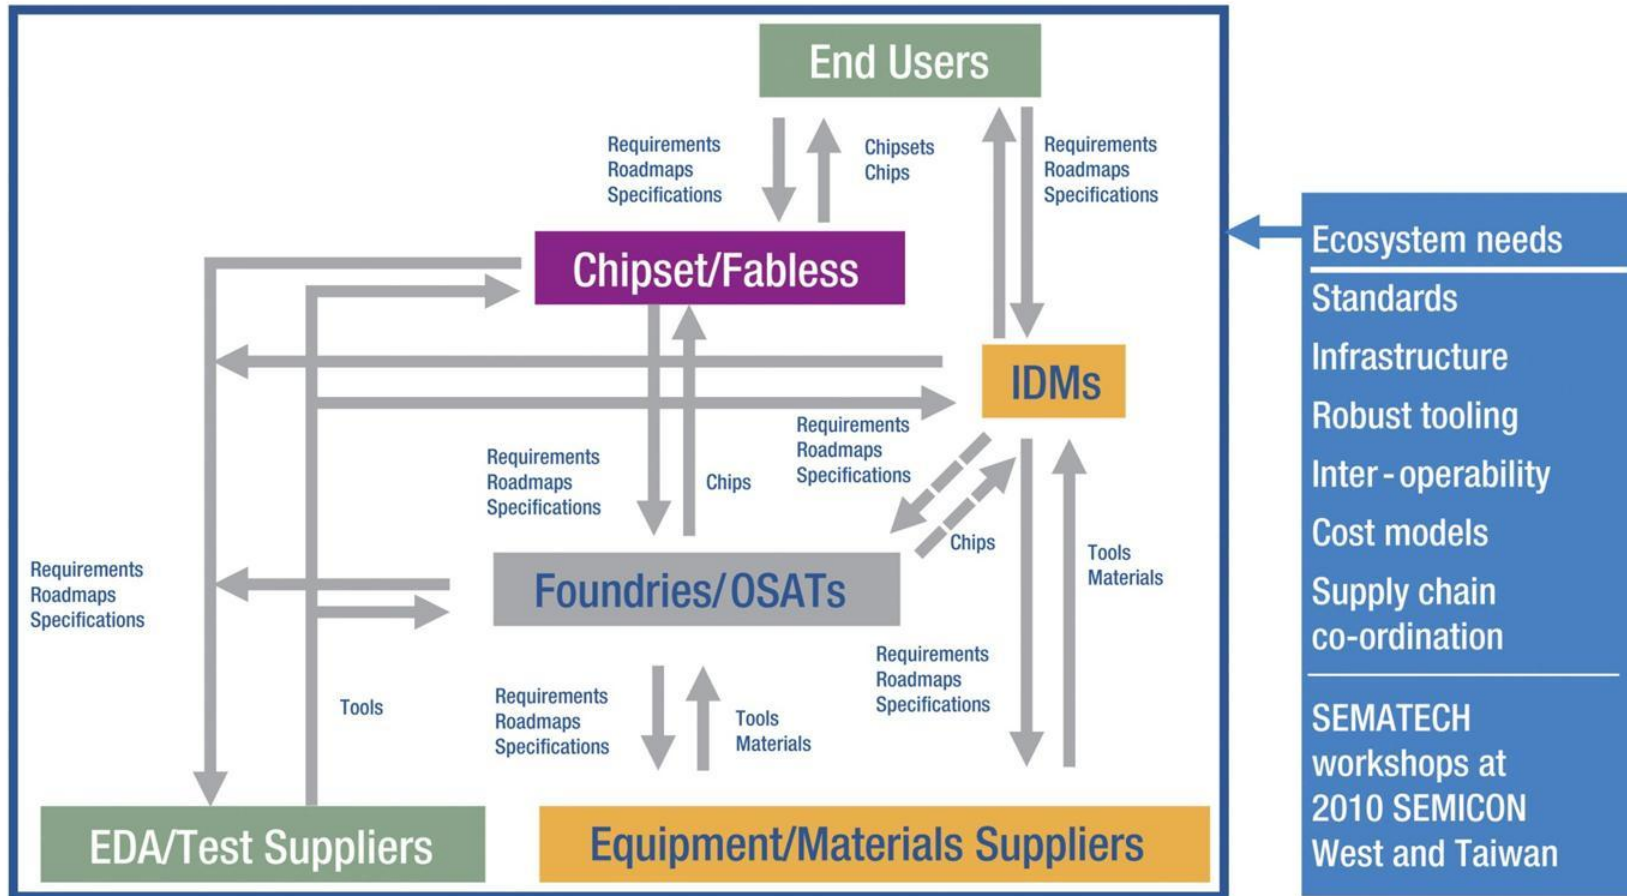 End Users
Requirements
Roadmaps
Specifications
Chipsets
Chips
Requirements
Roadmaps
Specifications
Chipset/Fabless
IDMs
Requirements
Roadmaps
Specifications
Chips
Requirements
Roadmaps
Specifications
Chips
Tools
Materials
Foundries/OSATs
Requirements
Roadmaps
Specifications
Tools
Requirements
Roadmaps
Specifications
Tools
Materials
Requirements
Roadmaps
Specifications
EDA/Test Suppliers
Equipment/Materials Suppliers
Ecosystem needs
Standards
Infrastructure
Robust tooling
Inter - operability
Cost models
Supply chain
co-ordination
SEMATECH
workshops at
2010 SEMICON
West and Taiwan